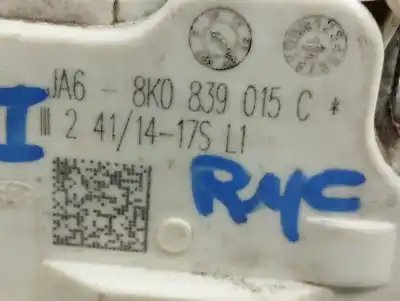 JA6 - 8K0 839 015 C *
I III 2 41/14-17S L1
RYC